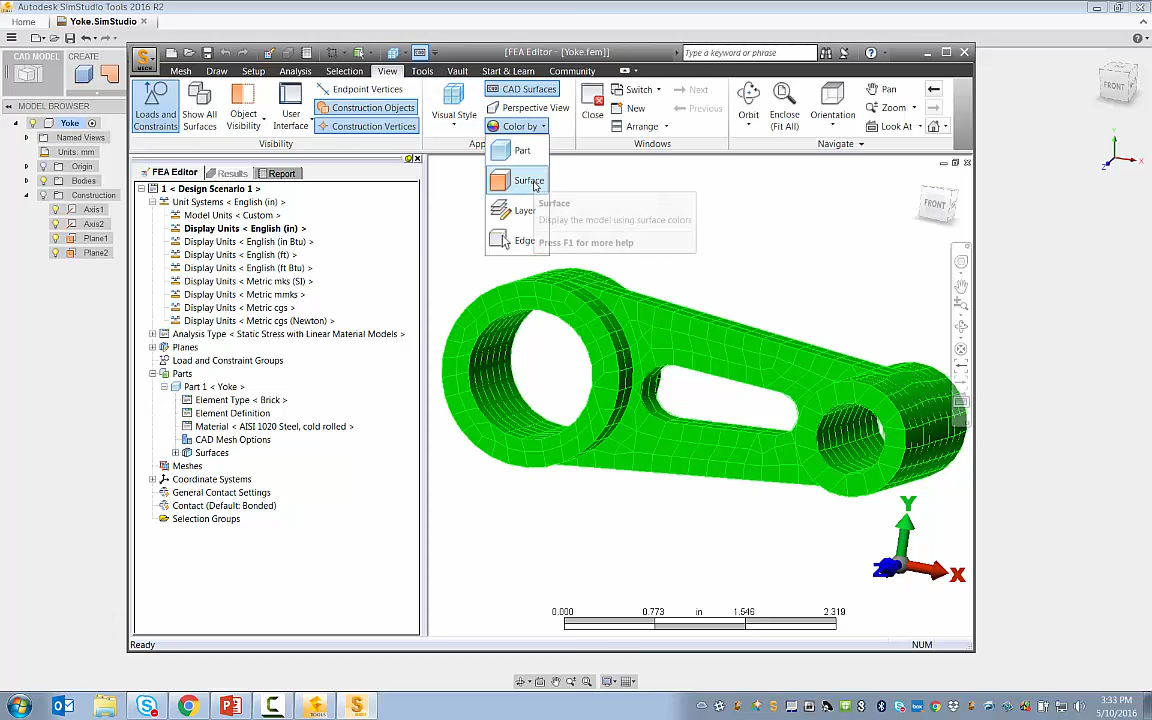 Autodesk SimStudio Tools 2016 R2
Home
Yoke.SimStudio
CAD MODEL
CREATE
MODEL BROWSER
Yoke
Named Views
Units: mm
Origin
Bodies
Construction
Axis1
Axis2
Plane1
Plane2
[FEA Editor - [Yoke.fem]]
Type a keyword or phrase
Mesh
Draw
Setup
Analysis
Selection
View
Tools
Vault
Start & Learn
Community
Loads and
Constraints
Show All
Surfaces
Object
Visibility
User
Interface
Endpoint Vertices
Construction Objects
Construction Vertices
Visibility
Visual Style
CAD Surfaces
Perspective View
Color by
App
Close
Switch
New
Arrange
Next
Previous
Windows
Orbit
Enclose
(Fit All)
Orientation
Pan
Zoom
Look At
Navigate
Part
Surface
Layer
Edge
Surface
Display the model using surface colors
Press F1 for more help
FEA Editor
Results
Report
1 < Design Scenario 1 >
Unit Systems < English (in) >
Model Units < Custom >
Display Units < English (in) >
Display Units < English (in Btu) >
Display Units < English (ft) >
Display Units < English (ft Btu) >
Display Units < Metric mks (SI) >
Display Units < Metric mmks >
Display Units < Metric cgs >
Display Units < Metric cgs (Newton) >
Analysis Type < Static Stress with Linear Material Models >
Planes
Load and Constraint Groups
Parts
Part 1 < Yoke >
Element Type < Brick >
Element Definition
Material < AISI 1020 Steel, cold rolled >
CAD Mesh Options
Surfaces
Meshes
Coordinate Systems
General Contact Settings
Contact (Default: Bonded)
Selection Groups
FRONT
FRONT
Y
X
Z
Y
X
Z
0.000
0.773
in
1.546
2.319
Ready
NUM
TOOLS
3:33 PM
5/10/2016